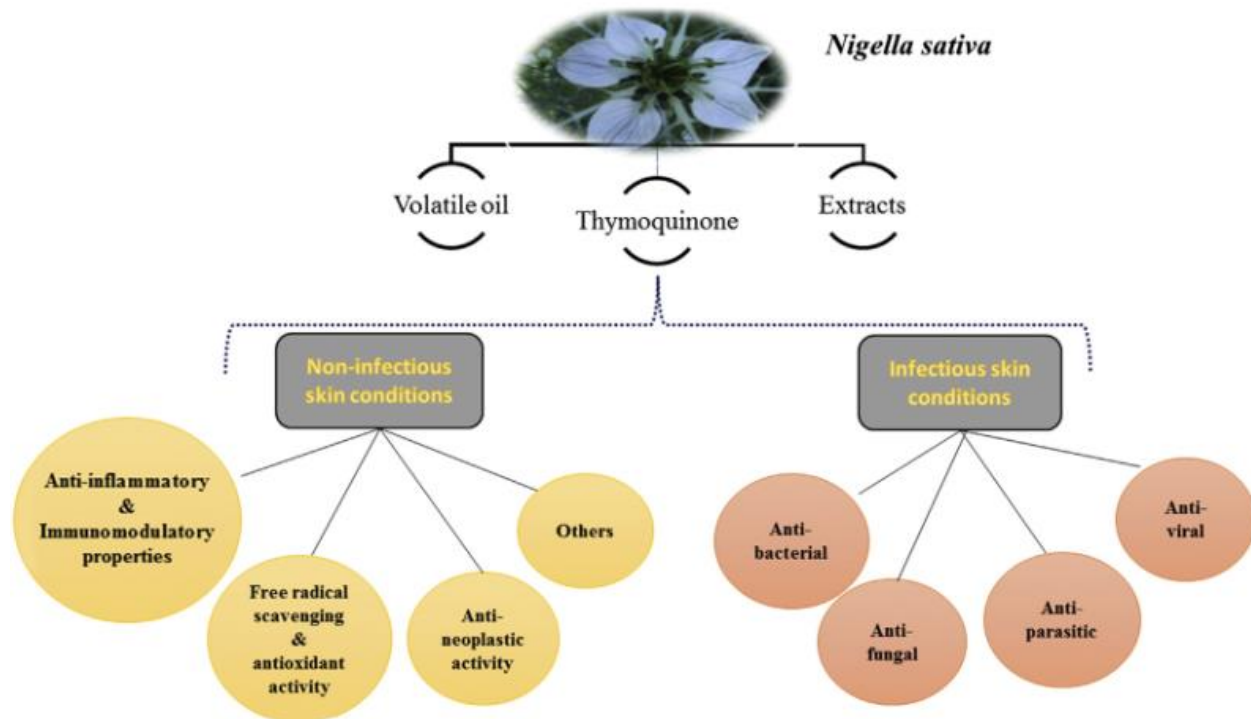 Nigella sativa
Volatile oil
Thymoquinone
Extracts
Non-infectious
skin conditions
Infectious skin
conditions
Anti-inflammatory
&
Immunomodulatory
properties
Free radical
scavenging
&
antioxidant
activity
Anti-
neoplastic
activity
Others
Anti-
bacterial
Anti-
fungal
Anti-
parasitic
Anti-
viral